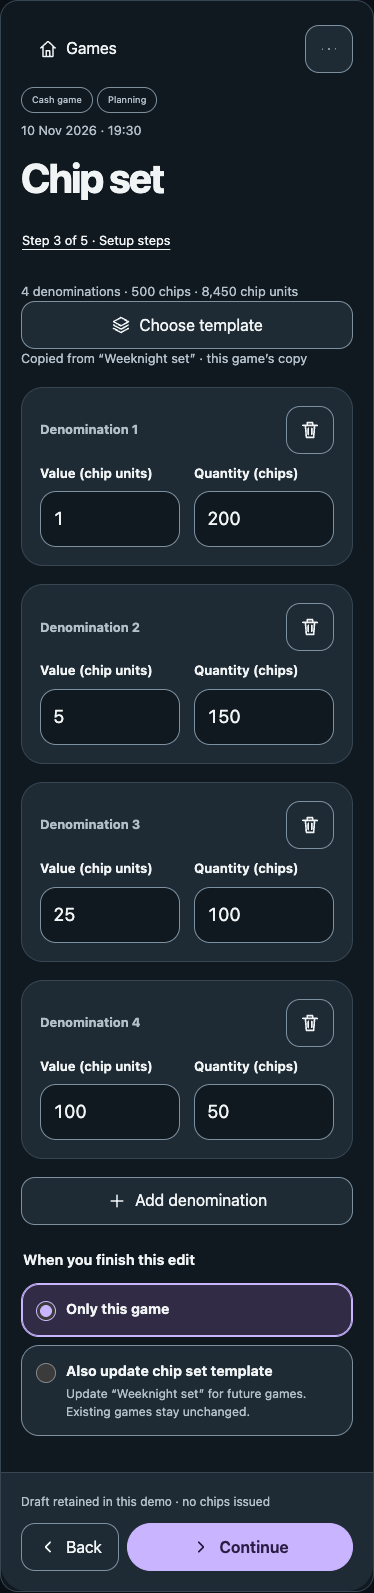 Games
Cash game Planning
10 Nov 2026 · 19:30
Chip set
Step 3 of 5 · Setup steps
4 denominations · 500 chips · 8,450 chip units
Choose template
Copied from “Weeknight set” · this game’s copy
Denomination 1
Value (chip units) Quantity (chips)
1 200
Denomination 2
Value (chip units) Quantity (chips)
5 150
Denomination 3
Value (chip units) Quantity (chips)
25 100
Denomination 4
Value (chip units) Quantity (chips)
100 50
Add denomination
When you finish this edit
Only this game
Also update chip set template
Update “Weeknight set” for future games.
Existing games stay unchanged.
Draft retained in this demo · no chips issued
Back Continue